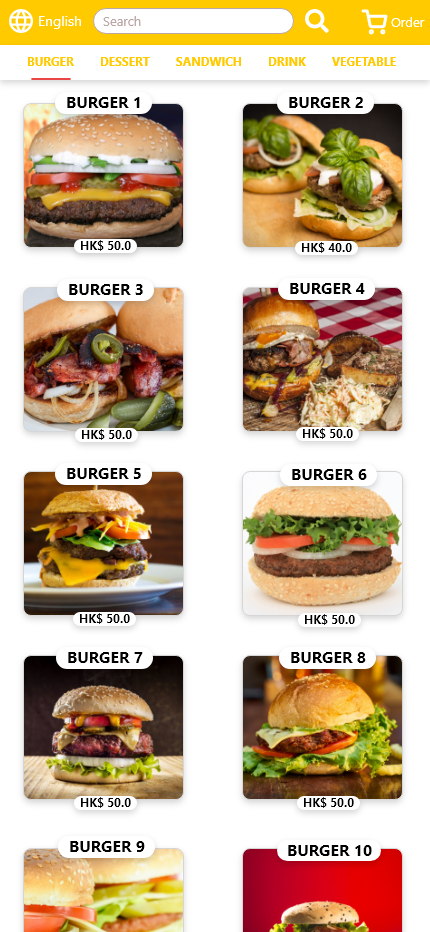 English Search Order
BURGER DESSERT SANDWICH DRINK VEGETABLE
BURGER 1 BURGER 2
HK$ 50.0 HK$ 40.0
BURGER 3 BURGER 4
HK$ 50.0 HK$ 50.0
BURGER 5 BURGER 6
HK$ 50.0 HK$ 50.0
BURGER 7 BURGER 8
HK$ 50.0 HK$ 50.0
BURGER 9 BURGER 10